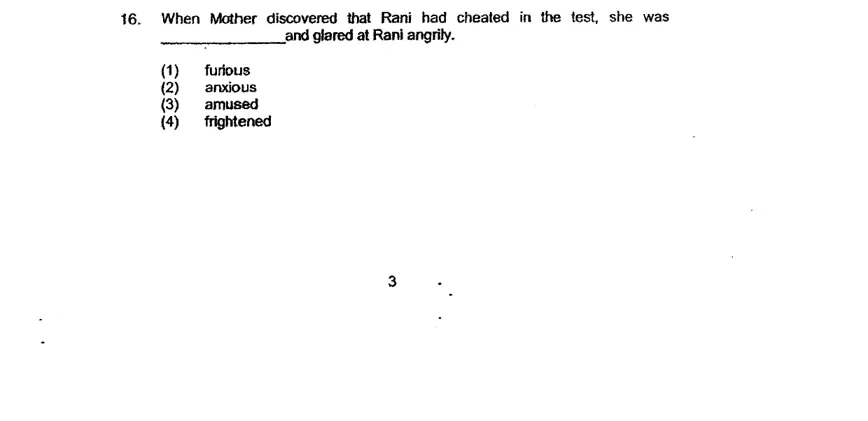 16. When Mother discovered that Rani had cheated in the test, she was
______________and glared at Rani angrily.
(1) furious
(2) anxious
(3) amused
(4) frightened
3